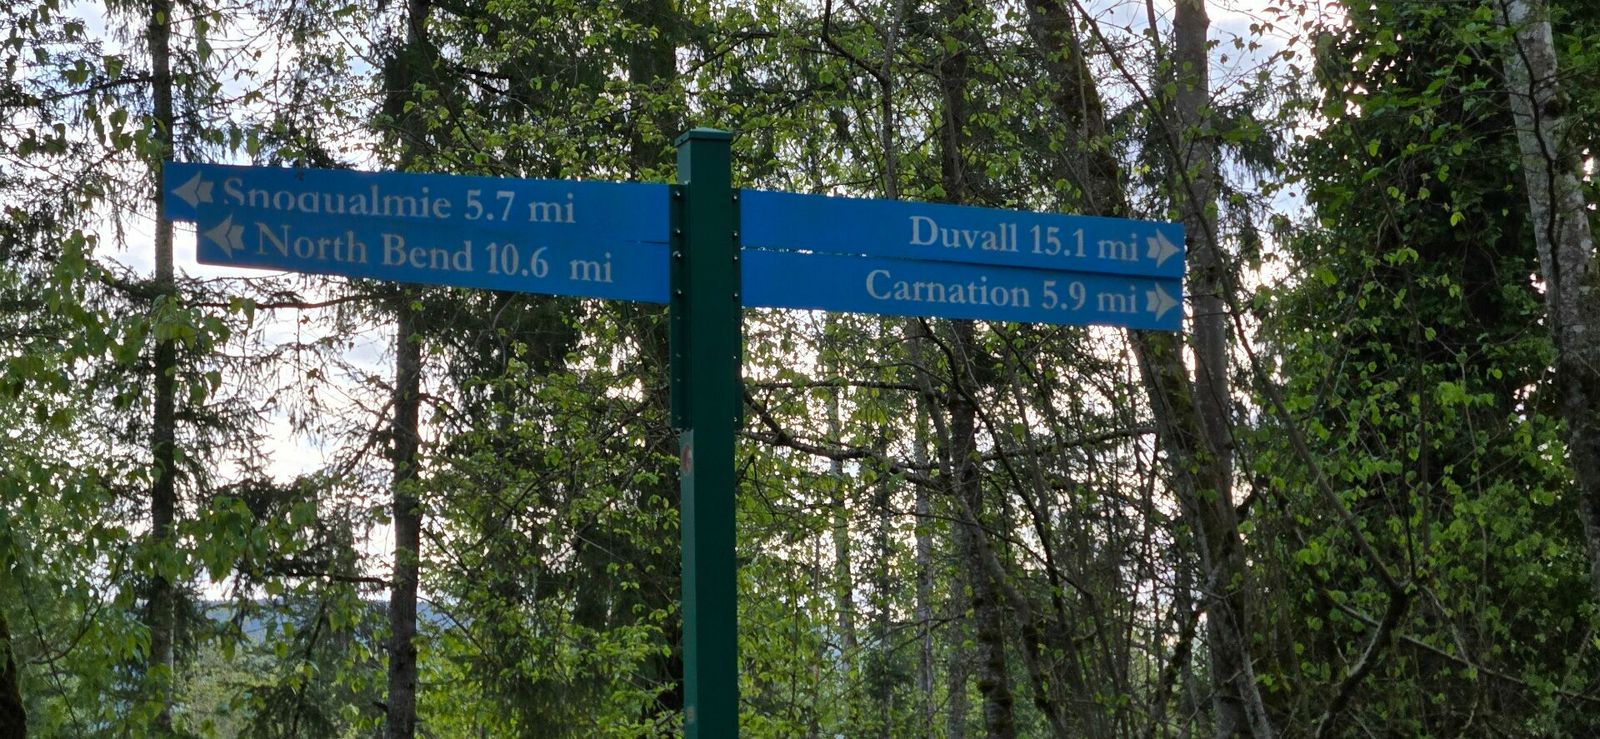 Snoqualmie 5.7 mi
North Bend 10.6 mi
Duvall 15.1 mi
Carnation 5.9 mi